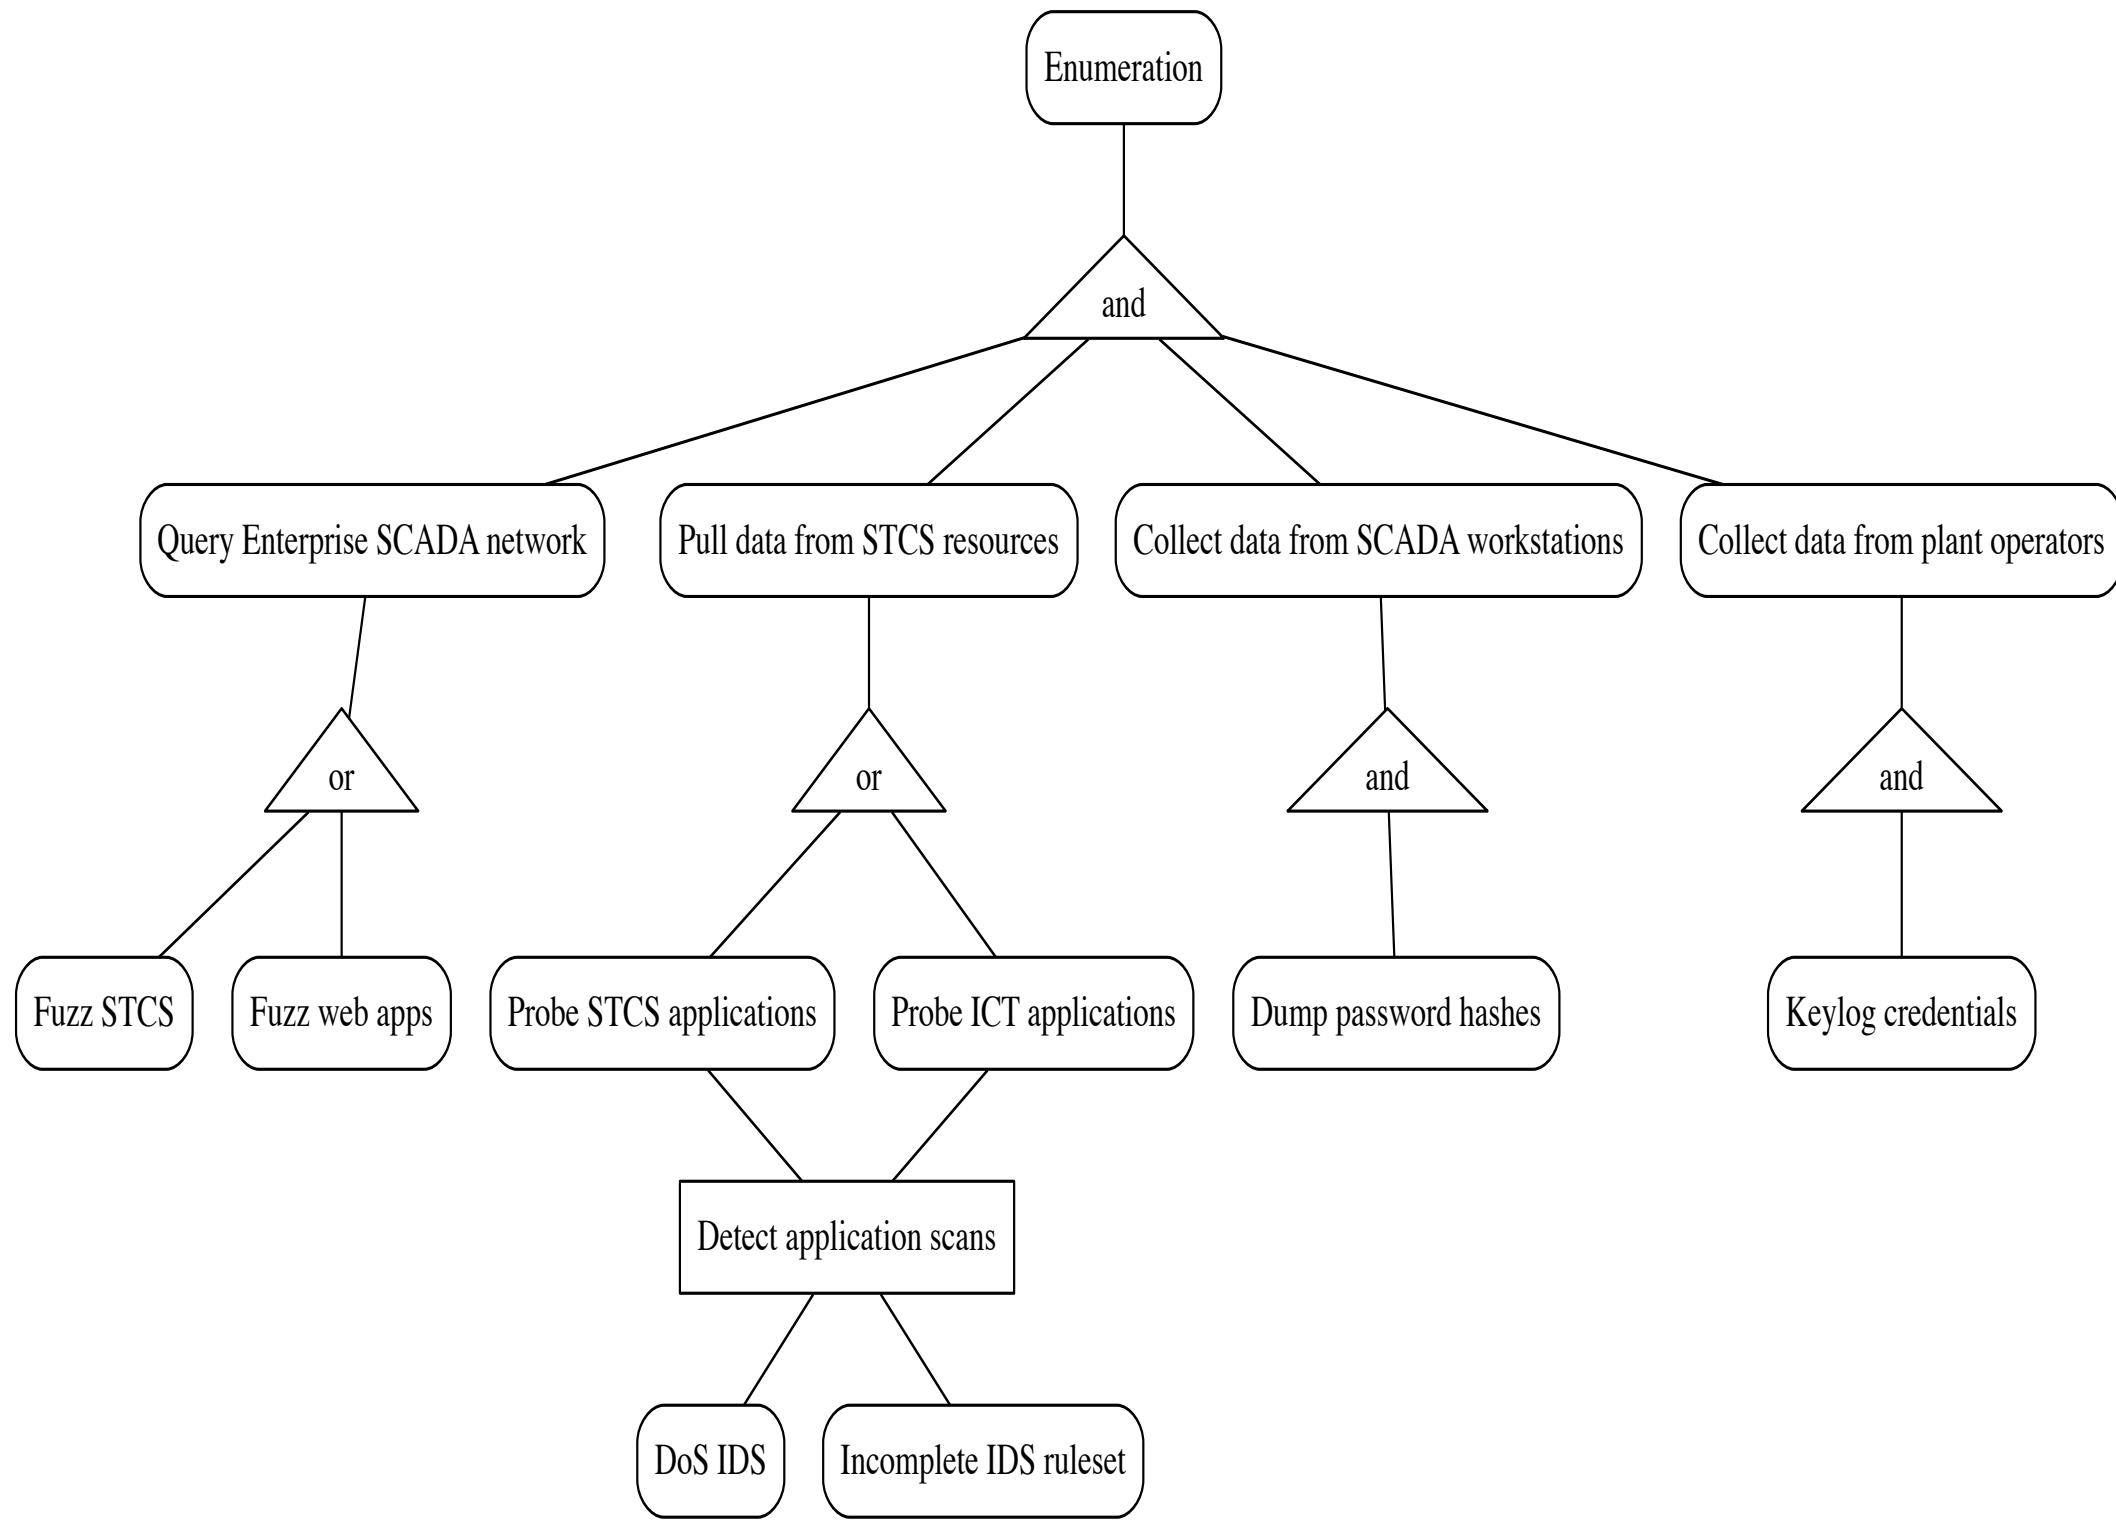 Enumeration
and
Query Enterprise SCADA network
Pull data from STCS resources
Collect data from SCADA workstations
Collect data from plant operators
or
or
and
and
Fuzz STCS
Fuzz web apps
Probe STCS applications
Probe ICT applications
Dump password hashes
Keylog credentials
Detect application scans
DoS IDS
Incomplete IDS ruleset